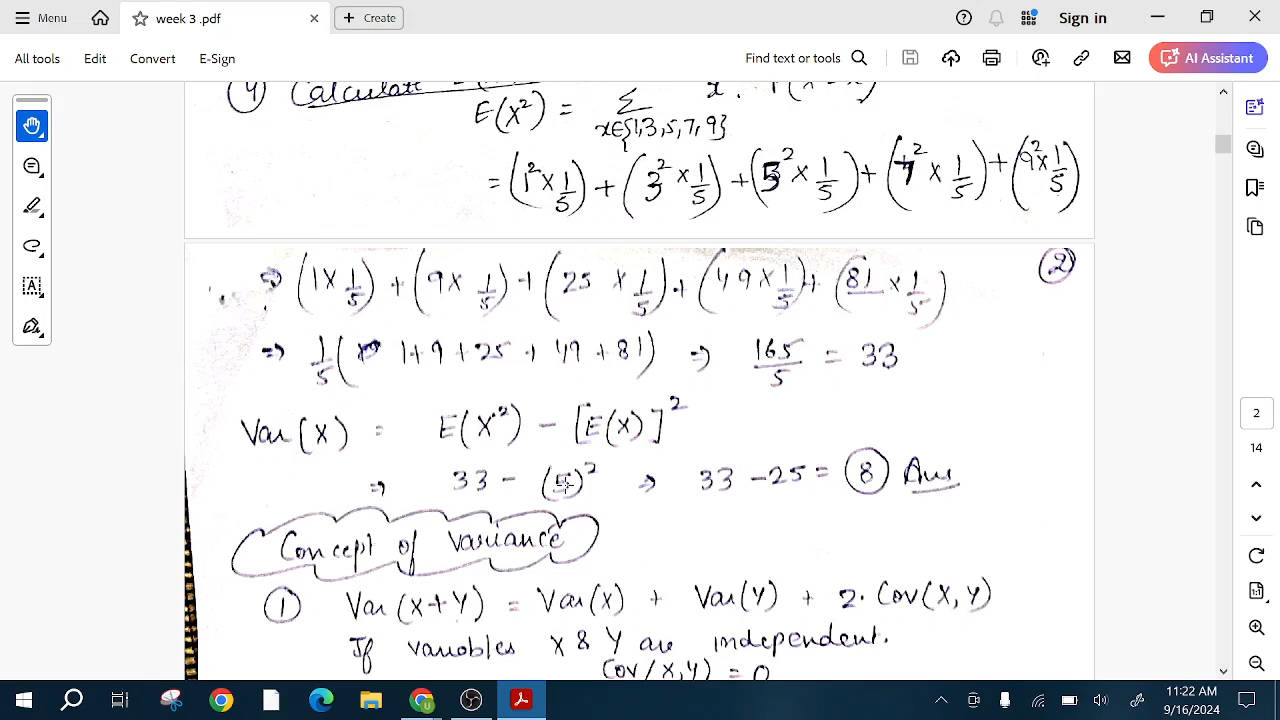 Menu week 3 .pdf Create Sign in
All tools Edit Convert E-Sign Find text or tools AI Assistant
(4) Calculate
E(X²) = Σ x∈{1,3,5,7,9}
= (1² × 1/5) + (3² × 1/5) + (5² × 1/5) + (7² × 1/5) + (9² × 1/5)
⇒ (1 × 1/5) + (9 × 1/5) + (25 × 1/5) + (49 × 1/5) + (81 × 1/5) (2)
⇒ 1/5 ( 1 + 9 + 25 + 49 + 81) ⇒ 165/5 = 33
Var(X) = E(X²) - [E(X)]²
⇒ 33 - (5)² ⇒ 33 - 25 = 8 Ans
Concept of Variance
(1) Var(X+Y) = Var(X) + Var(Y) + 2. Cov(X, Y)
If variables X & Y are independent.
Cov(X,Y) = 0
2
14
11:22 AM
9/16/2024